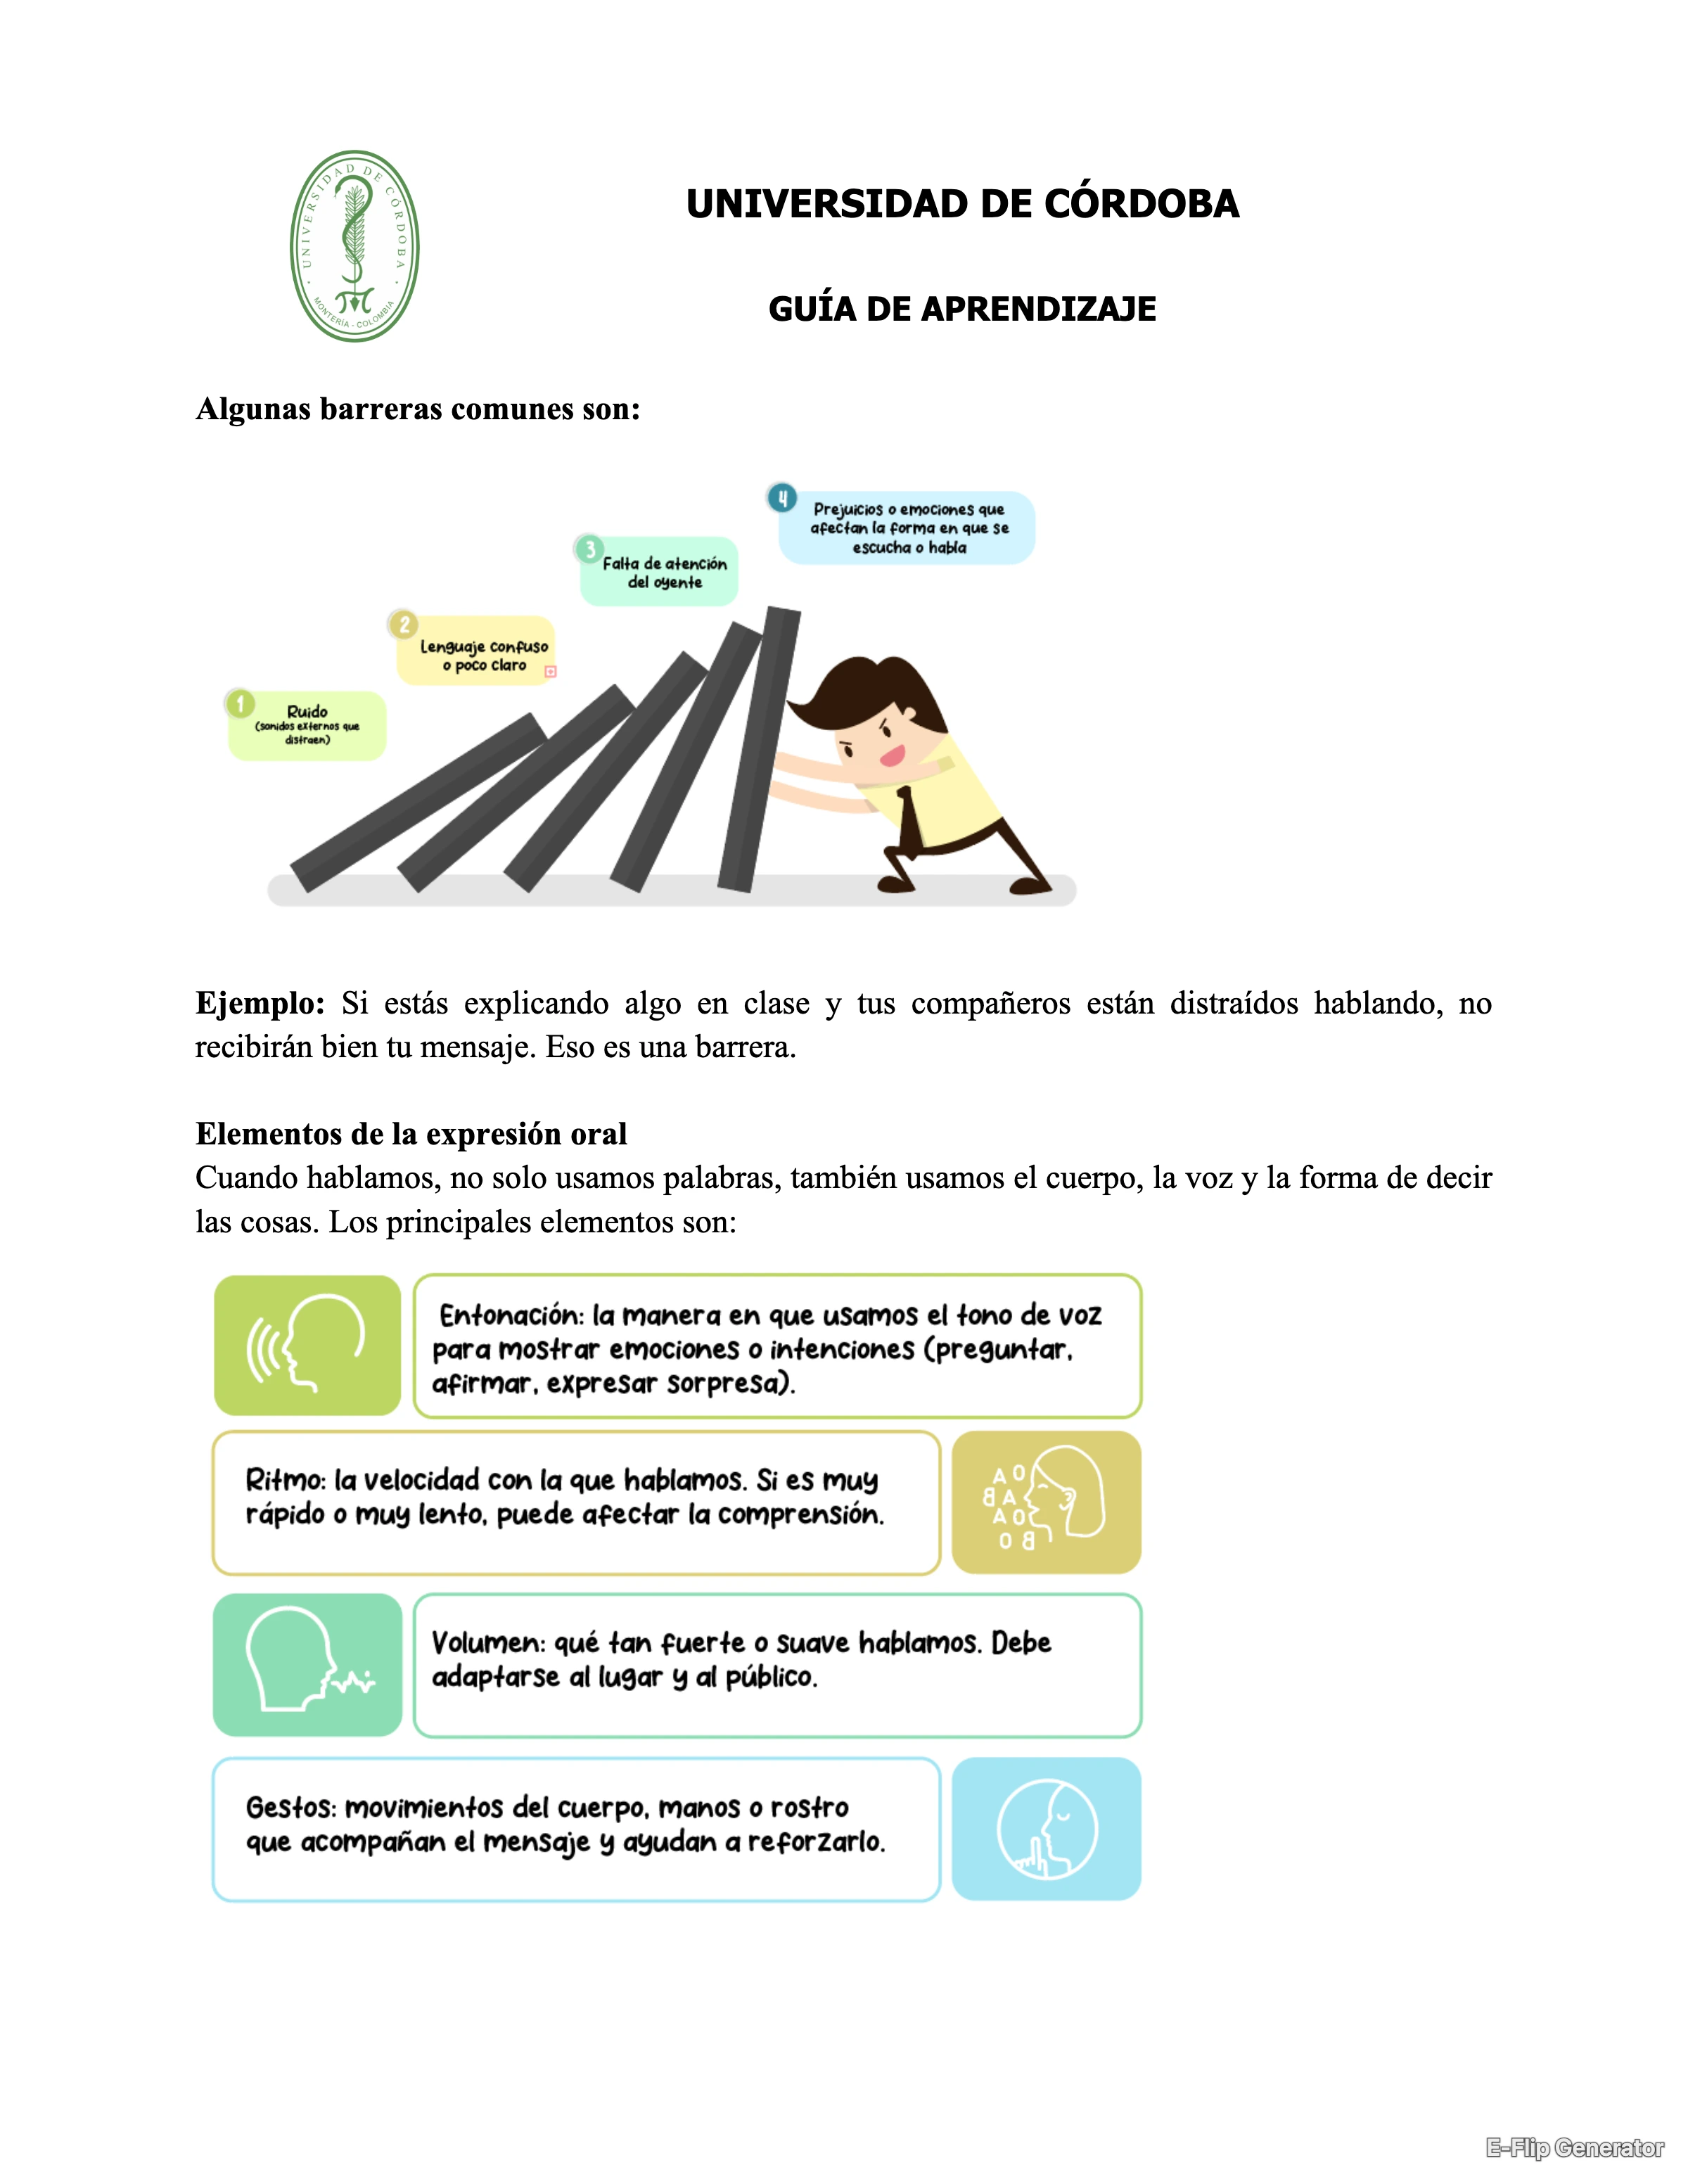 UNIVERSIDAD DE CÓRDOBA
MONTERÍA - COLOMBIA
UNIVERSIDAD DE CÓRDOBA
GUÍA DE APRENDIZAJE
Algunas barreras comunes son:
4
Prejuicios o emociones que
afectan la forma en que se
escucha o habla
3
Falta de atención
del oyente
2
Lenguaje confuso
o poco claro
1
Ruido
(sonidos externos que
distraen)
Ejemplo: Si estás explicando algo en clase y tus compañeros están distraídos hablando, no
recibirán bien tu mensaje. Eso es una barrera.
Elementos de la expresión oral
Cuando hablamos, no solo usamos palabras, también usamos el cuerpo, la voz y la forma de decir
las cosas. Los principales elementos son:
Entonación: la manera en que usamos el tono de voz
para mostrar emociones o intenciones (preguntar,
afirmar, expresar sorpresa).
Ritmo: la velocidad con la que hablamos. Si es muy
rápido o muy lento, puede afectar la comprensión.
A O
B A
A O
O B
Volumen: qué tan fuerte o suave hablamos. Debe
adaptarse al lugar y al público.
Gestos: movimientos del cuerpo, manos o rostro
que acompañan el mensaje y ayudan a reforzarlo.
E-Flip Generator